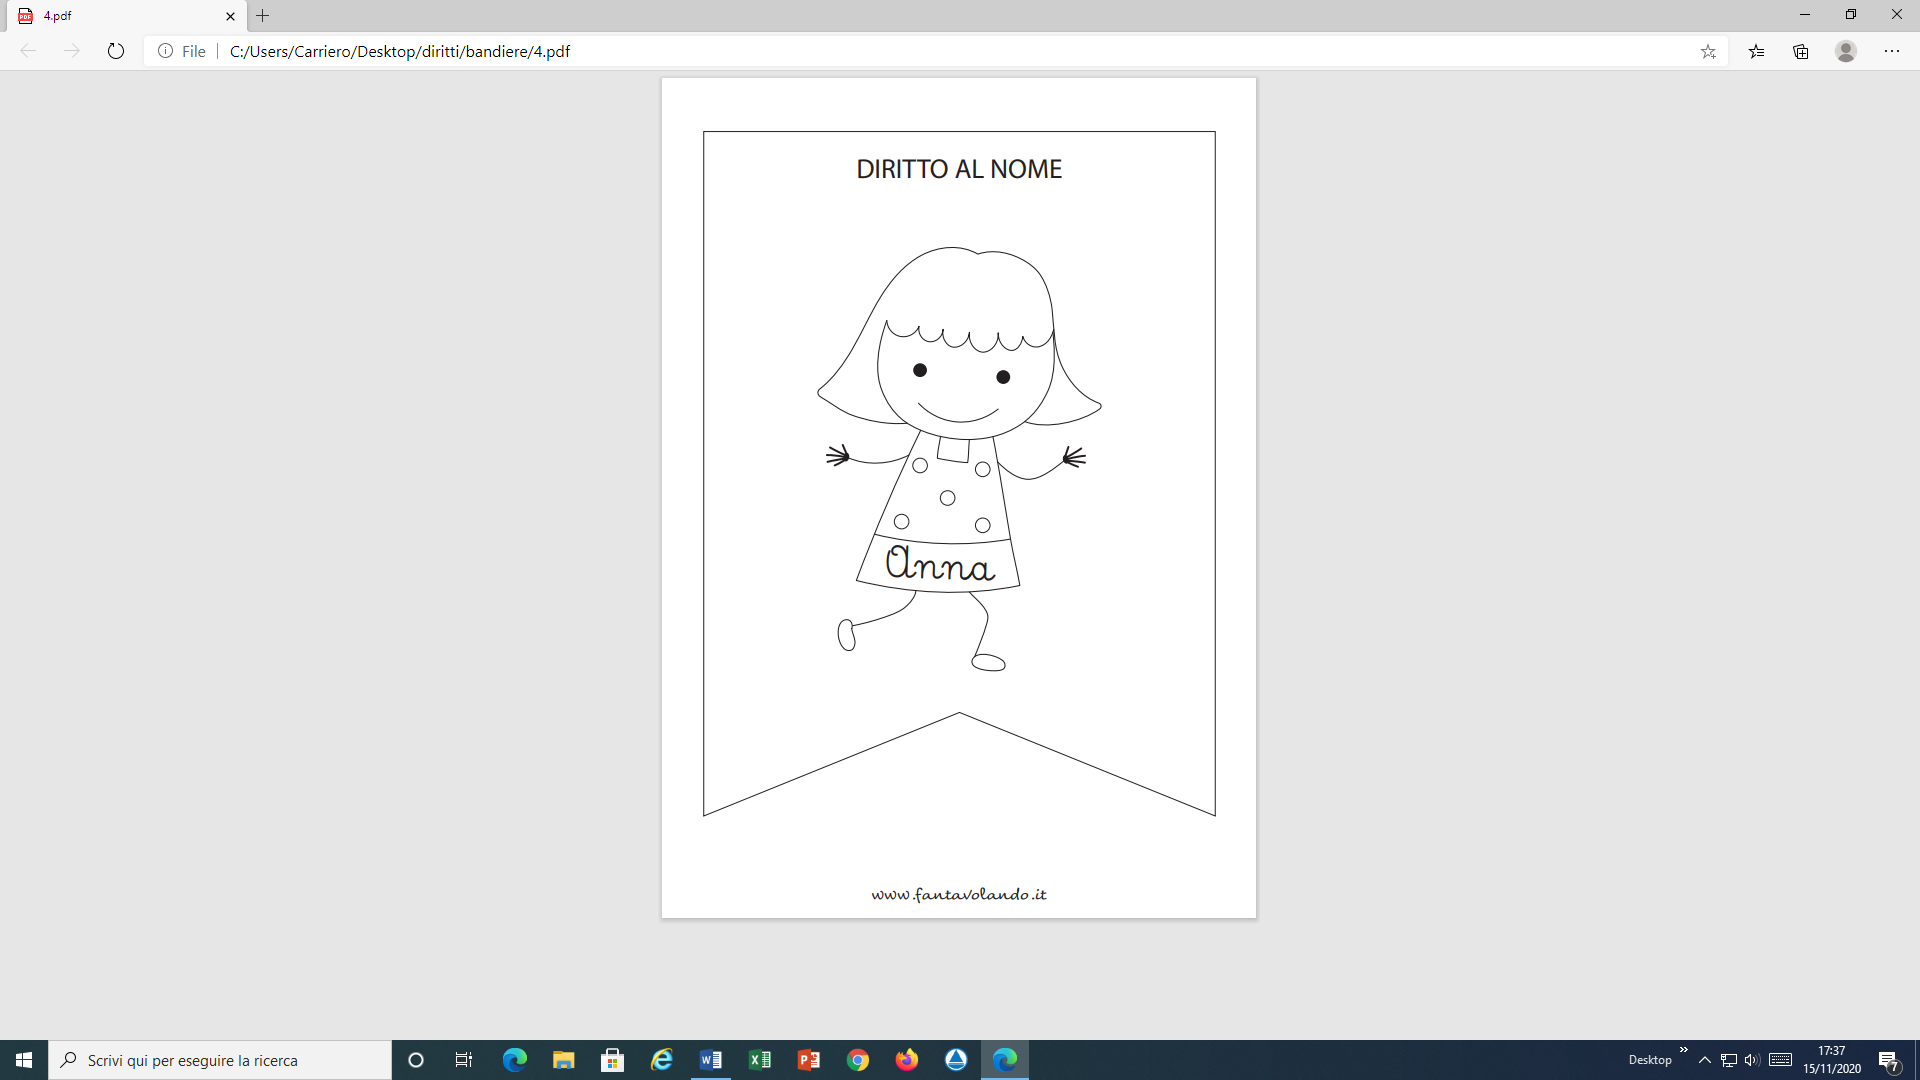 4.pdf
File
C:/Users/Carriero/Desktop/diritti/bandiere/4.pdf
DIRITTO AL NOME
Anna
www.fantavolando.it
Scrivi qui per eseguire la ricerca
Desktop
17:37
15/11/2020
7